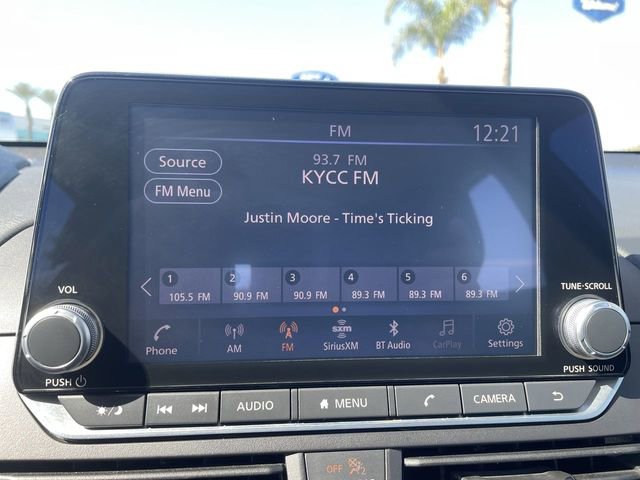 FM 12:21
Source 93.7 FM
KYCC FM
FM Menu
Justin Moore - Time's Ticking
1 2 3 4 5 6
105.5 FM 90.9 FM 90.9 FM 89.3 FM 89.3 FM 89.3 FM
VOL
TUNE·SCROLL
sxm
Phone AM FM SiriusXM BT Audio CarPlay Settings
PUSH
PUSH SOUND
AUDIO MENU CAMERA
OFF